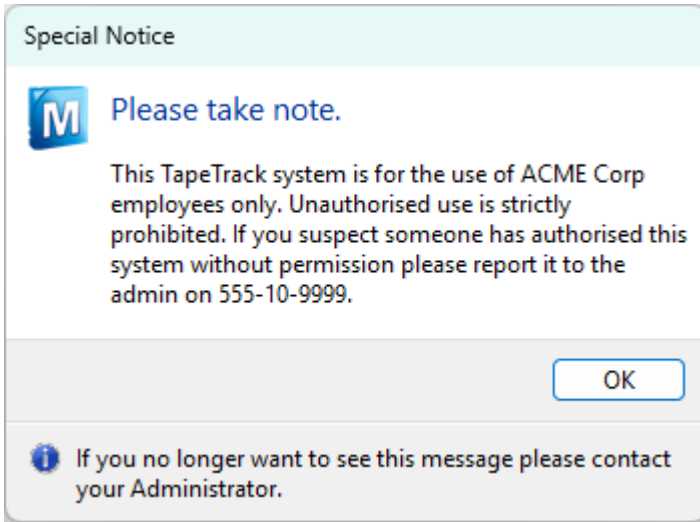 Special Notice
M
Please take note.
This TapeTrack system is for the use of ACME Corp
employees only. Unauthorised use is strictly
prohibited. If you suspect someone has authorised this
system without permission please report it to the
admin on 555-10-9999.
OK
If you no longer want to see this message please contact
your Administrator.